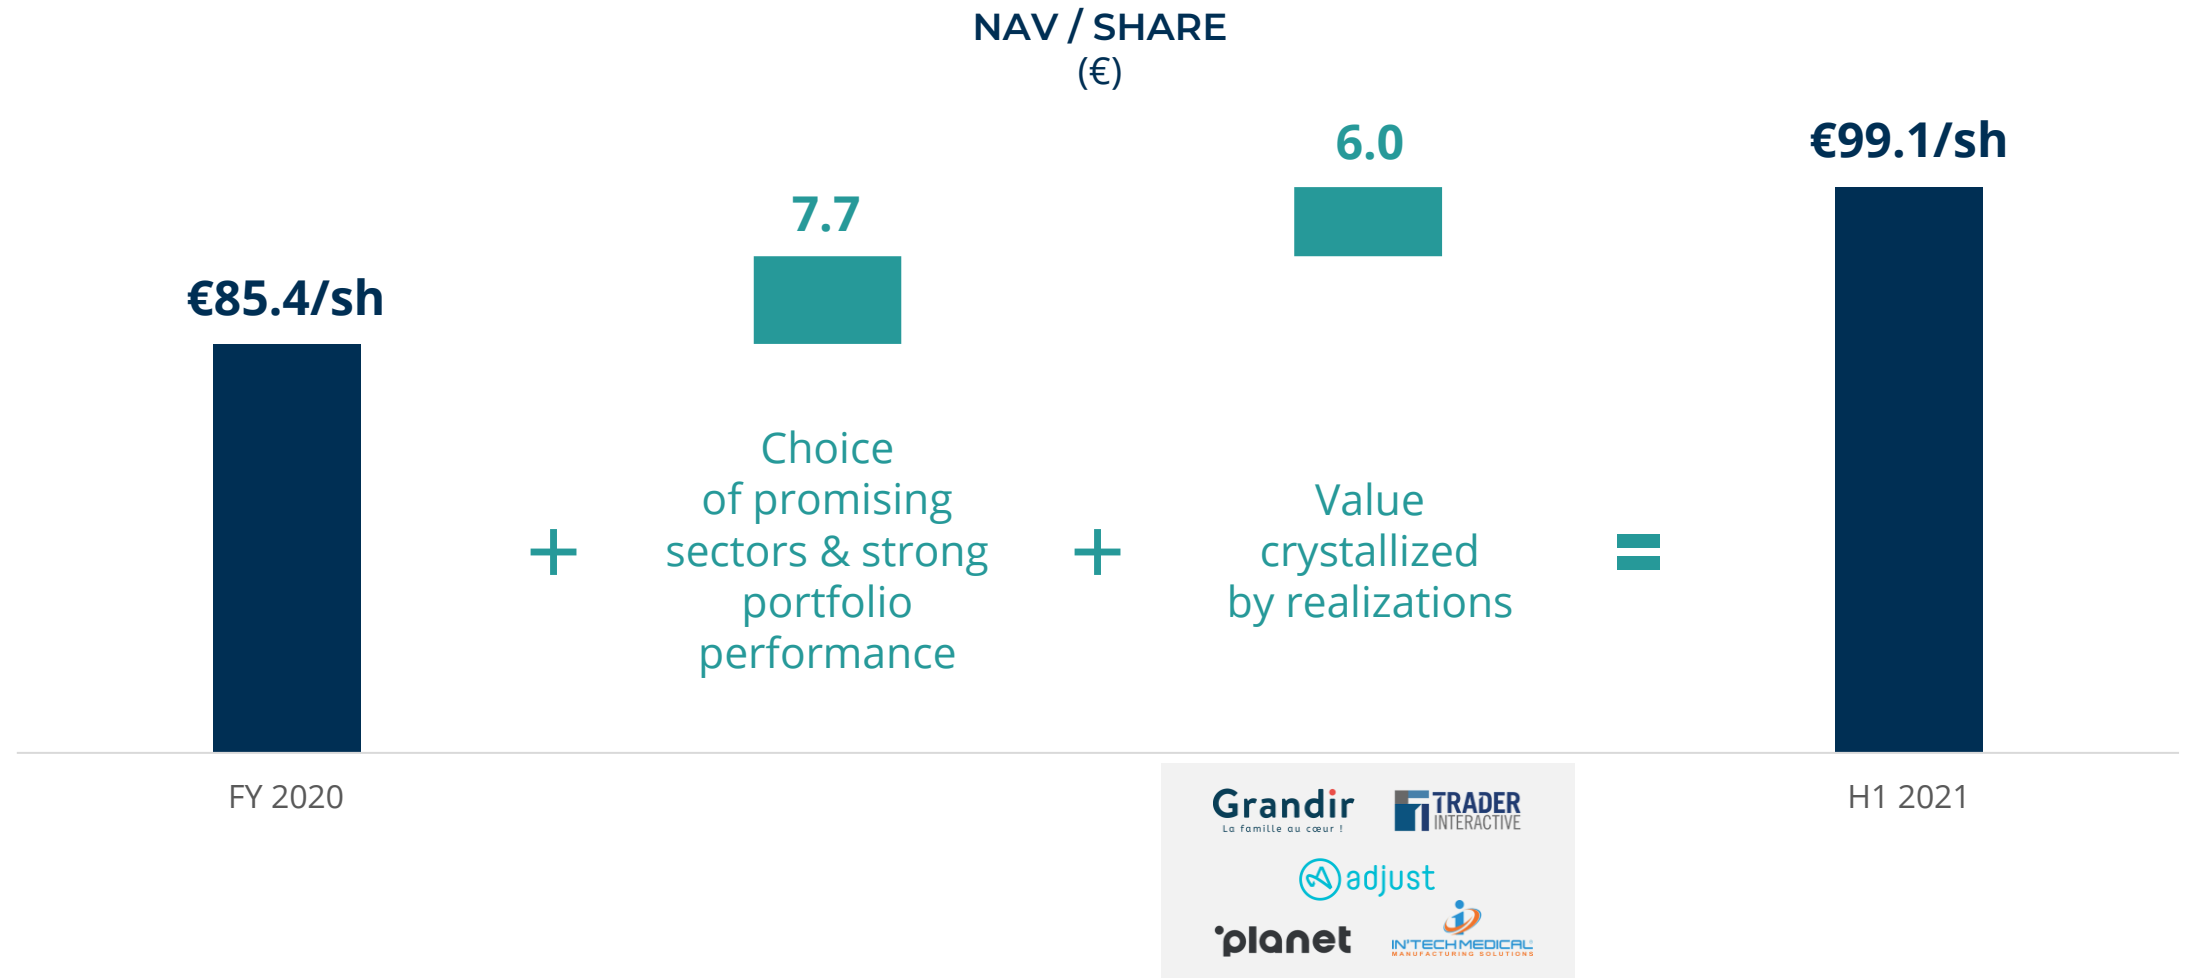 NAV / SHARE
(€)
€85.4/sh
7.7
6.0
€99.1/sh
+
Choice
of promising
sectors & strong
portfolio
performance
+
Value
crystallized
by realizations
=
FY 2020
H1 2021
Grandir
La famille au cœur !
TRADER
INTERACTIVE
adjust
planet
IN'TECH MEDICAL
MANUFACTURING SOLUTIONS